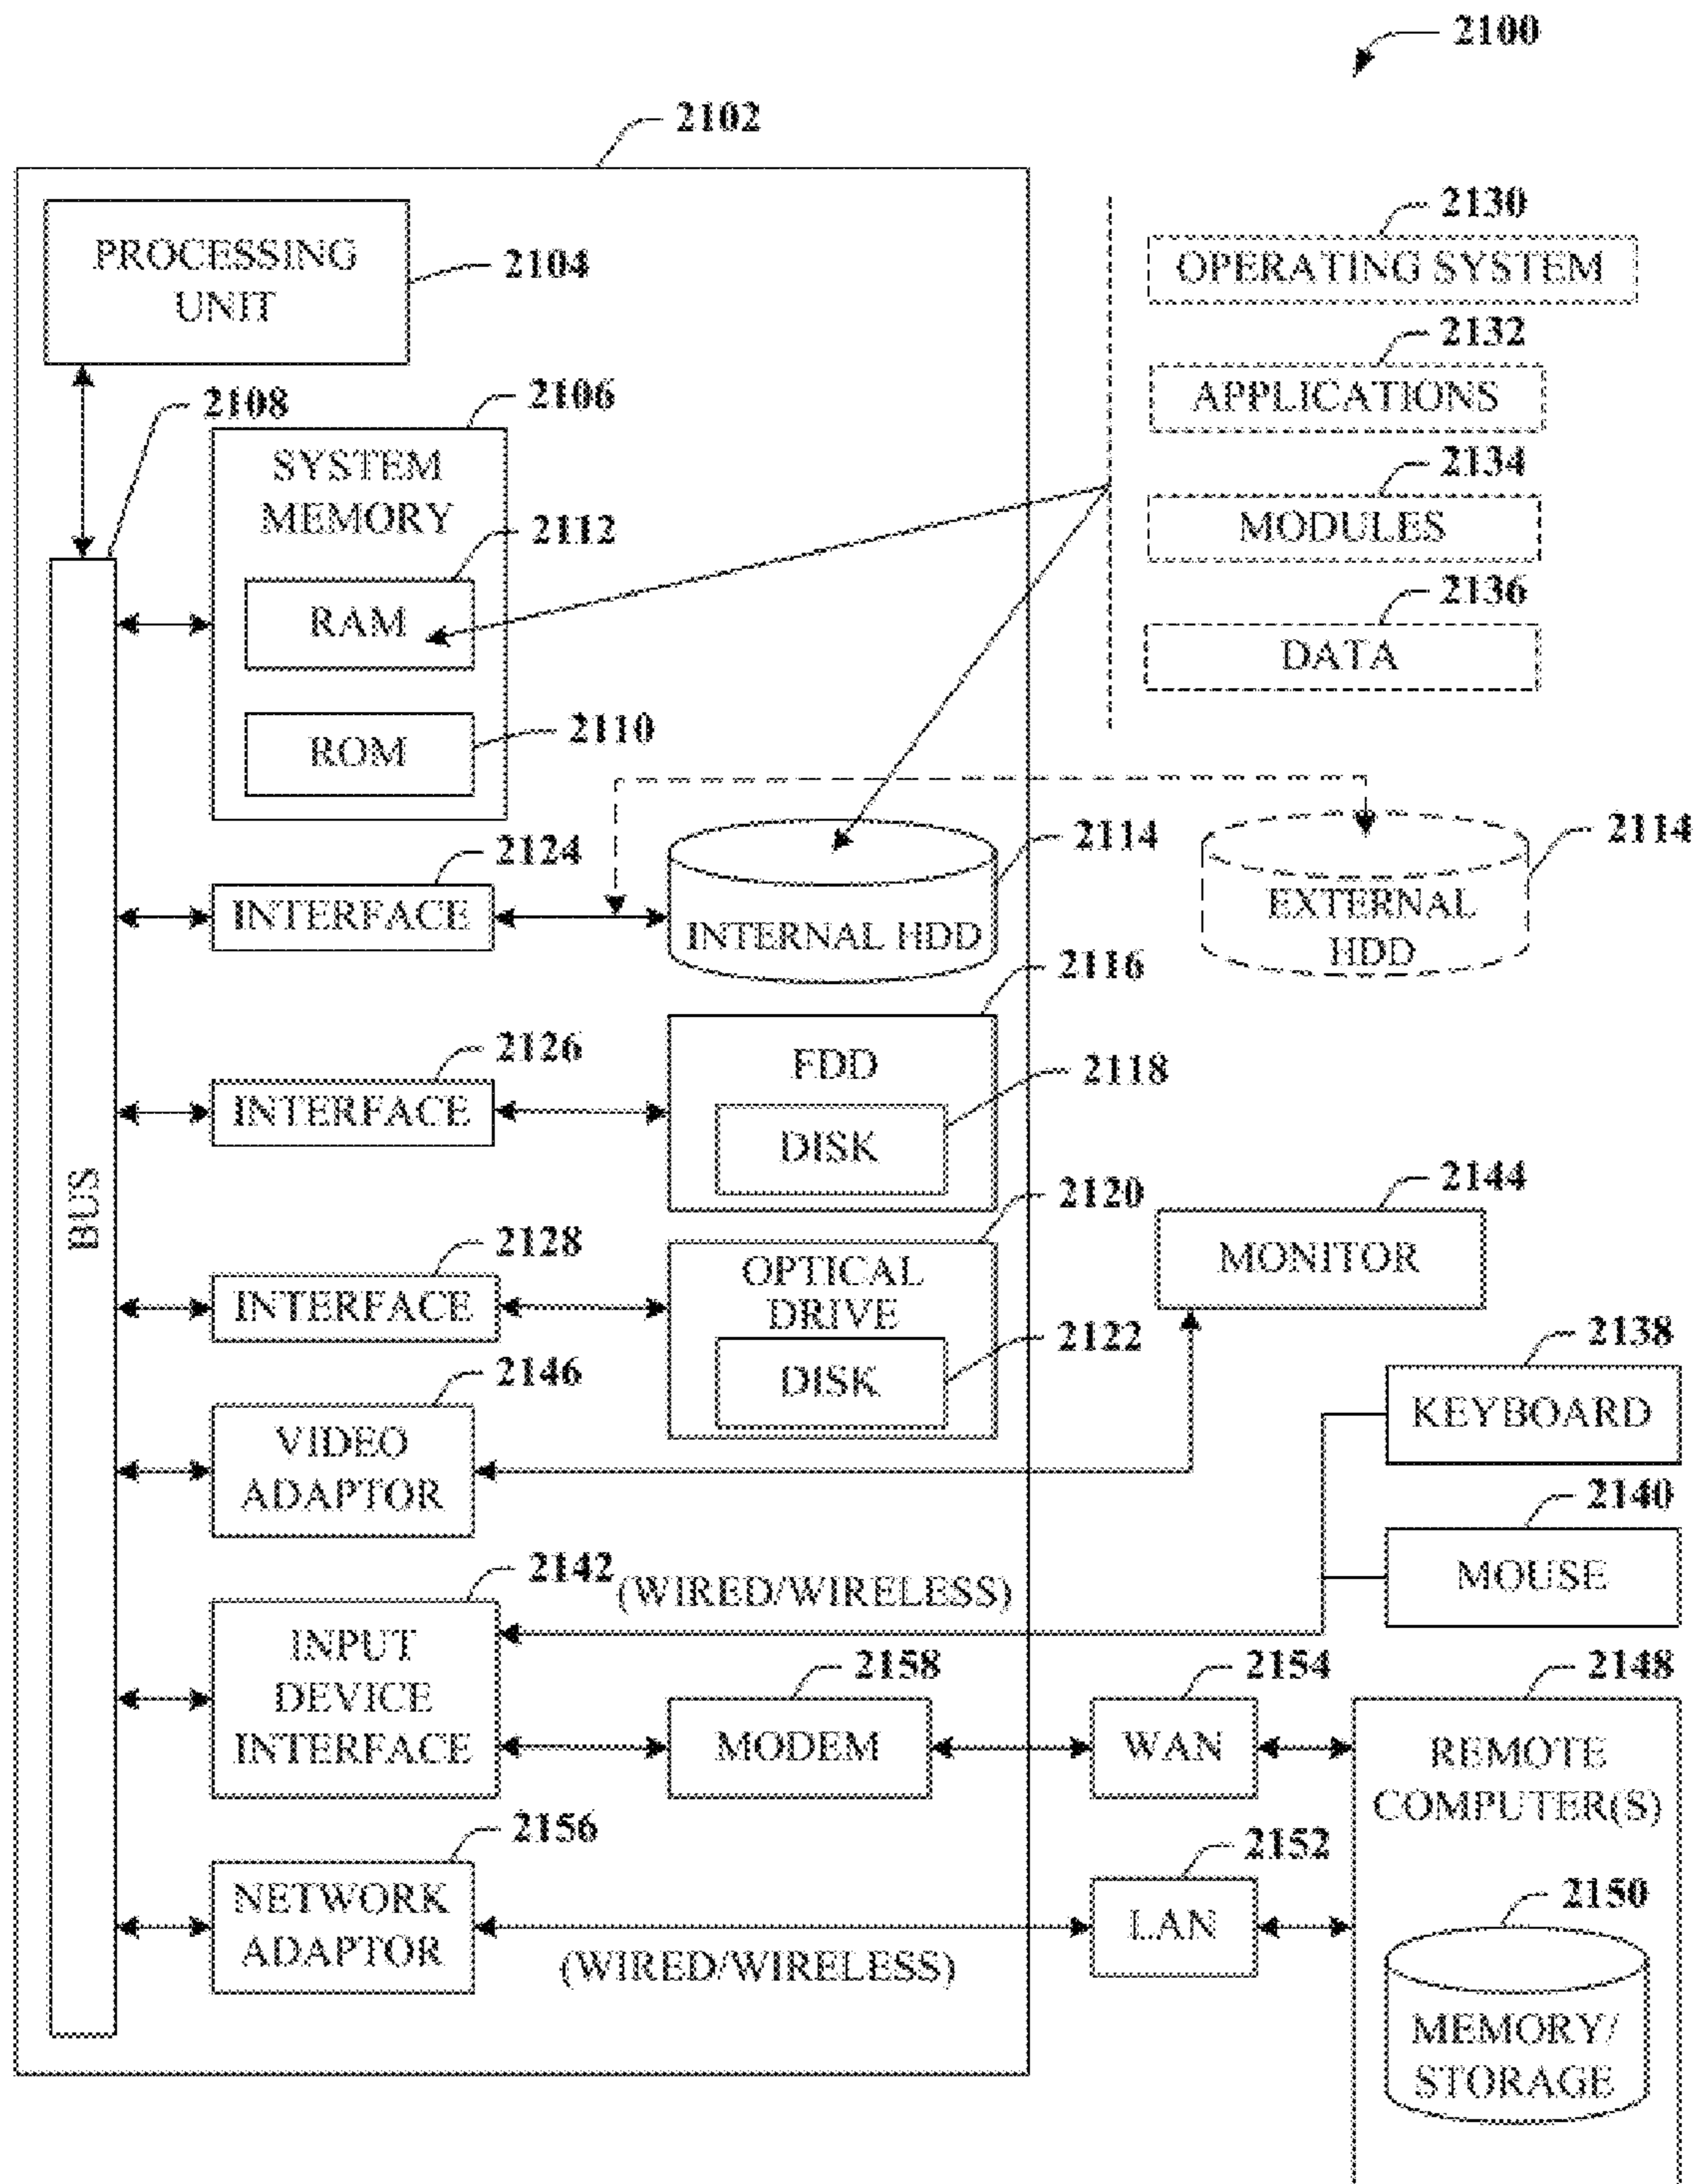 2100
2102
PROCESSING
UNIT
2104
2108
2106
SYSTEM
MEMORY
2112
RAM
2110
ROM
2130
OPERATING SYSTEM
2132
APPLICATIONS
2134
MODULES
2136
DATA
2124
INTERFACE
2114
INTERNAL HDD
2114
EXTERNAL
HDD
2126
INTERFACE
2116
FDD
2118
DISK
BUS
2128
INTERFACE
2120
OPTICAL
DRIVE
2122
DISK
2144
MONITOR
2146
VIDEO
ADAPTOR
2138
KEYBOARD
2140
MOUSE
2142
(WIRED/WIRELESS)
INPUT
DEVICE
INTERFACE
2158
MODEM
2154
WAN
2148
REMOTE
COMPUTER(S)
2156
NETWORK
ADAPTOR
(WIRED/WIRELESS)
2152
LAN
2150
MEMORY/
STORAGE